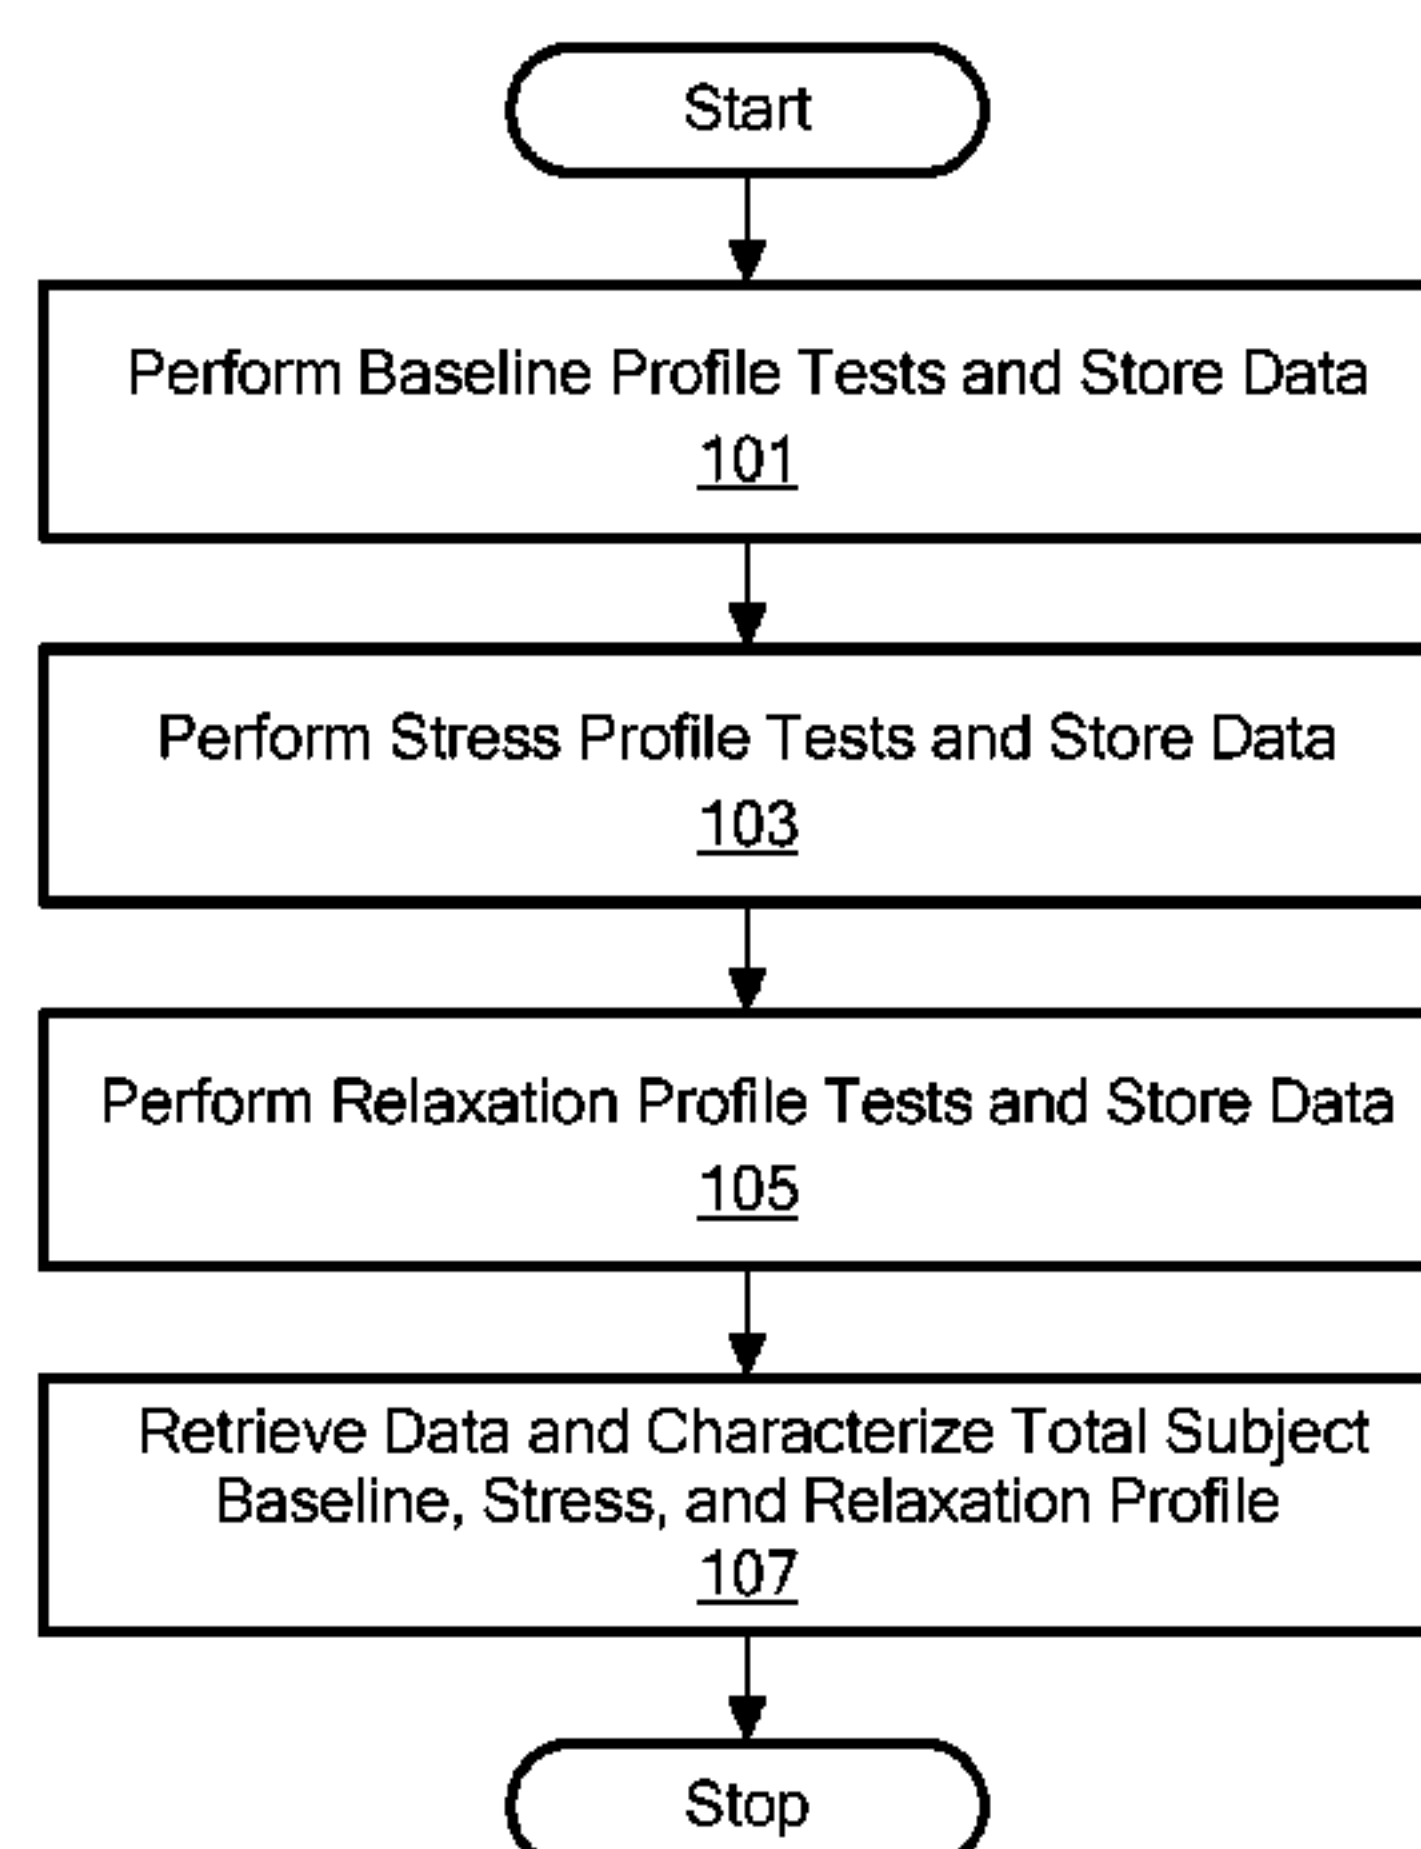 Start
Perform Baseline Profile Tests and Store Data
101
Perform Stress Profile Tests and Store Data
103
Perform Relaxation Profile Tests and Store Data
105
Retrieve Data and Characterize Total Subject
Baseline, Stress, and Relaxation Profile
107
Stop